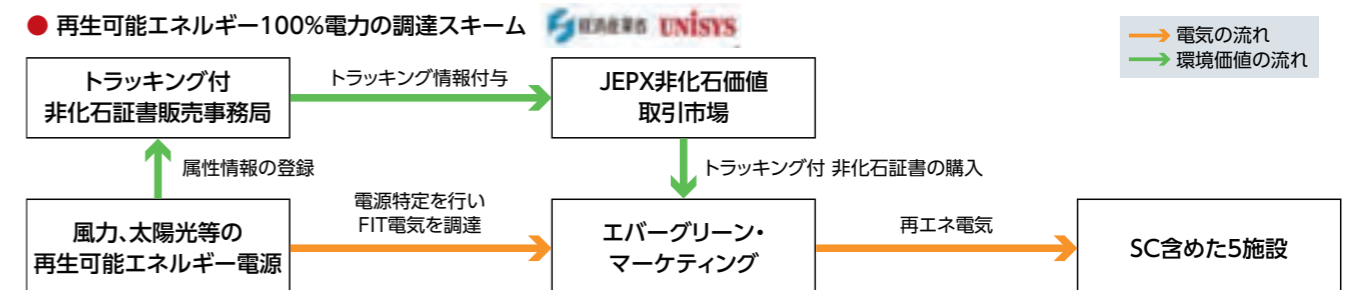 ● 再生可能エネルギー100%電力の調達スキーム
経済産業省 UNISYS
電気の流れ
環境価値の流れ
トラッキング付
非化石証書販売事務局
トラッキング情報付与
JEPX非化石価値
取引市場
属性情報の登録
トラッキング付 非化石証書の購入
風力、太陽光等の
再生可能エネルギー電源
電源特定を行い
FIT電気を調達
エバーグリーン・
マーケティング
再エネ電気
SC含めた5施設